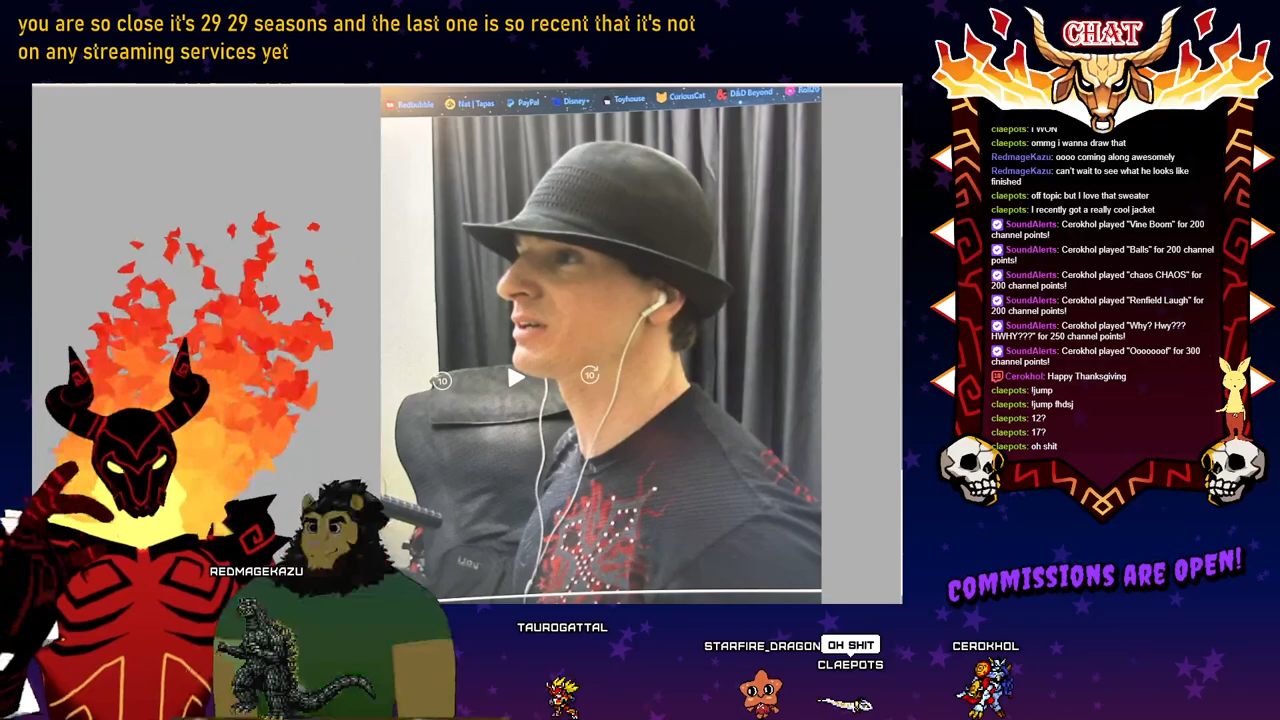 you are so close it's 29 29 seasons and the last one is so recent that it's not
on any streaming services yet
CHAT
Redbubble
Nat | Tapas
PayPal
Disney+
Toyhouse
CuriousCat
D&D Beyond
Roll20
claepots: I WON
claepots: ommg i wanna draw that
RedmageKazu: oooo coming along awesomely
RedmageKazu: can't wait to see what he looks like
finished
claepots: off topic but I love that sweater
claepots: I recently got a really cool jacket
SoundAlerts: Cerokhol played "Vine Boom" for 200
channel points!
SoundAlerts: Cerokhol played "Balls" for 200 channel
points!
SoundAlerts: Cerokhol played "chaos CHAOS" for
200 channel points!
SoundAlerts: Cerokhol played "Renfield Laugh" for
200 channel points!
SoundAlerts: Cerokhol played "Why? Hwy???
HWHY???" for 250 channel points!
SoundAlerts: Cerokhol played "Ooooooof" for 300
channel points!
Cerokhol: Happy Thanksgiving
claepots: !jump
claepots: !jump fhdsj
claepots: 12?
claepots: 17?
claepots: oh shit
10
10
REDMAGEKAZU
COMMISSIONS ARE OPEN!
TAUROGATTAL
STARFIRE_DRAGON
OH SHIT
CLAEPOTS
CEROKHOL